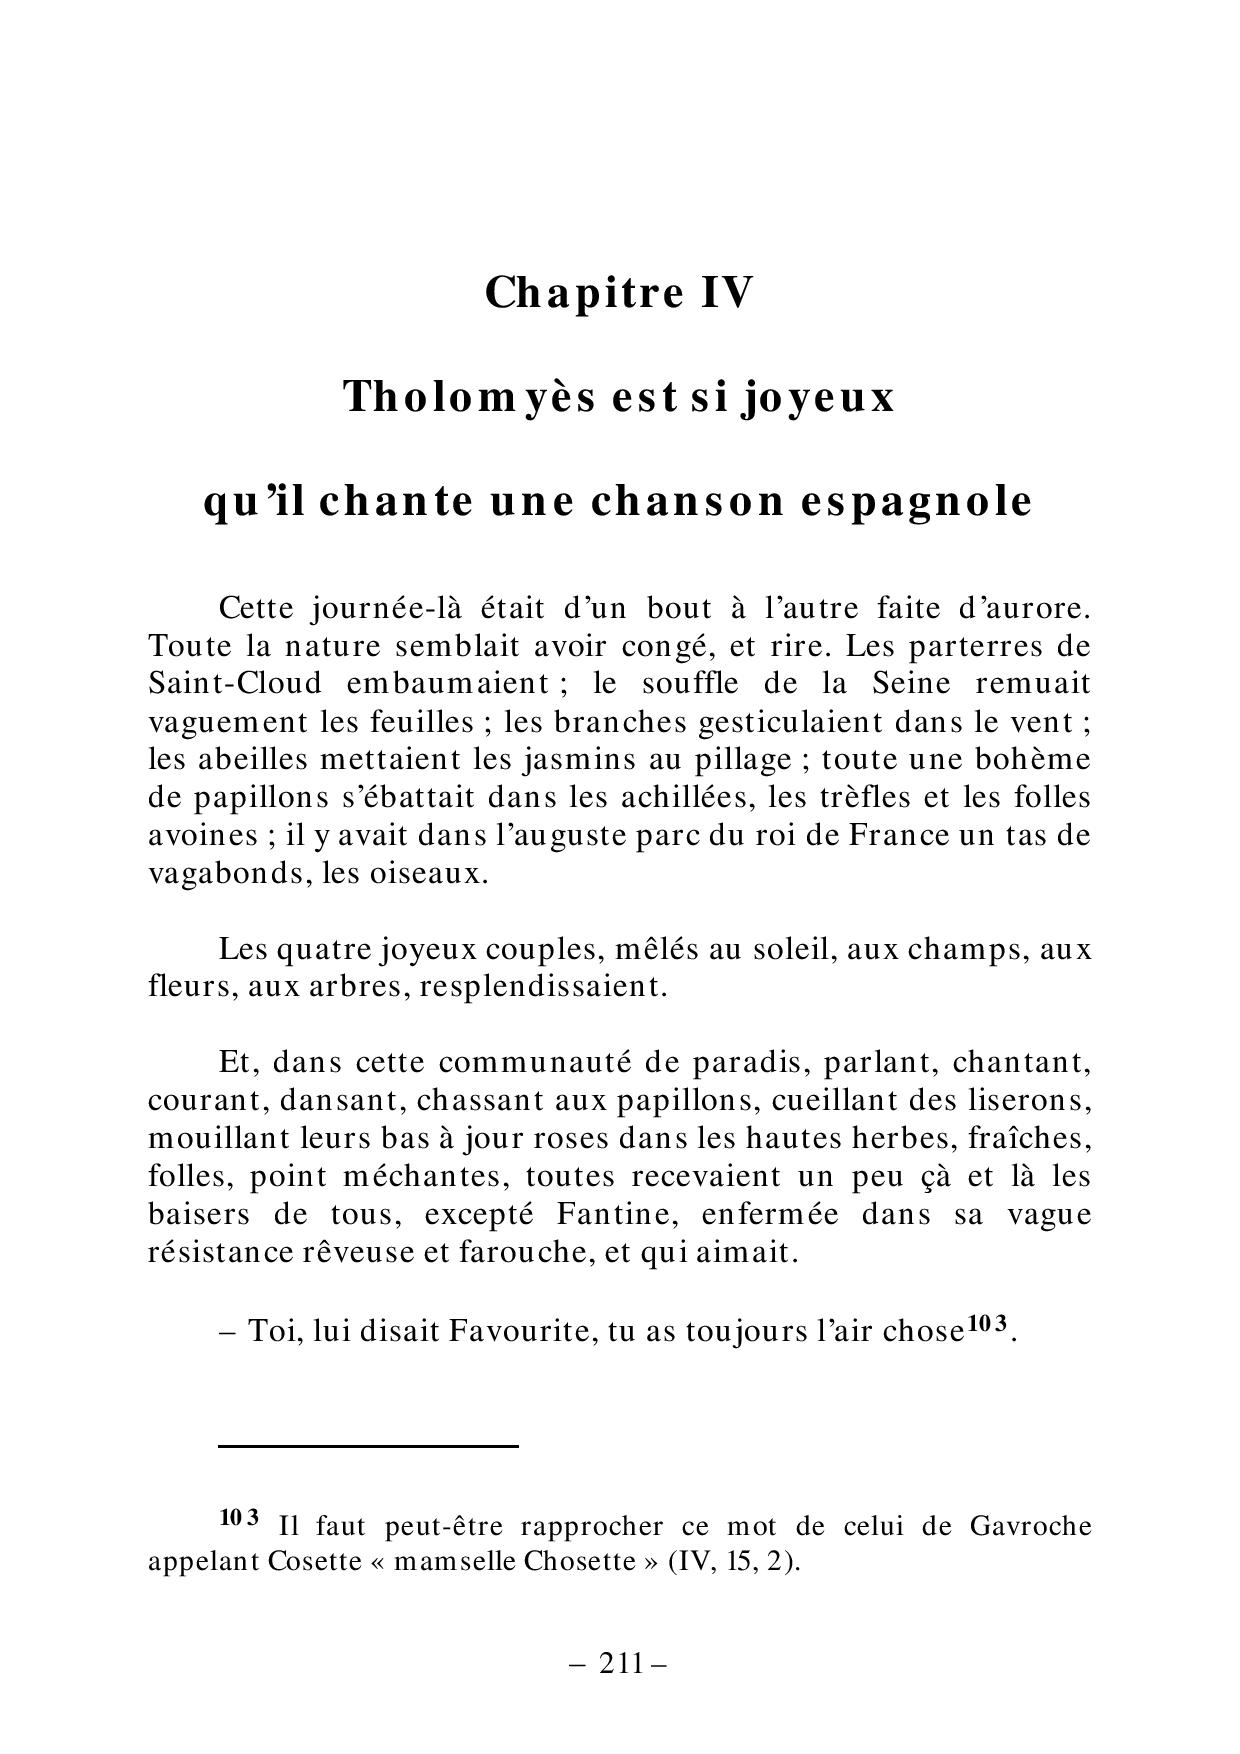 Chapitre IV
Tholomyès est si joyeux
qu’il chante une chanson espagnole
Cette journée-là était d’un bout à l’autre faite d’aurore.
Toute la nature semblait avoir congé, et rire. Les parterres de
Saint-Cloud embaumaient ; le souffle de la Seine remuait
vaguement les feuilles ; les branches gesticulaient dans le vent ;
les abeilles mettaient les jasmins au pillage ; toute une bohème
de papillons s’ébattait dans les achillées, les trèfles et les folles
avoines ; il y avait dans l’auguste parc du roi de France un tas de
vagabonds, les oiseaux.
Les quatre joyeux couples, mêlés au soleil, aux champs, aux
fleurs, aux arbres, resplendissaient.
Et, dans cette communauté de paradis, parlant, chantant,
courant, dansant, chassant aux papillons, cueillant des liserons,
mouillant leurs bas à jour roses dans les hautes herbes, fraîches,
folles, point méchantes, toutes recevaient un peu çà et là les
baisers de tous, excepté Fantine, enfermée dans sa vague
résistance rêveuse et farouche, et qui aimait.
– Toi, lui disait Favourite, tu as toujours l’air chose103.
103 Il faut peut-être rapprocher ce mot de celui de Gavroche
appelant Cosette « mamselle Chosette » (IV, 15, 2).
– 211 –